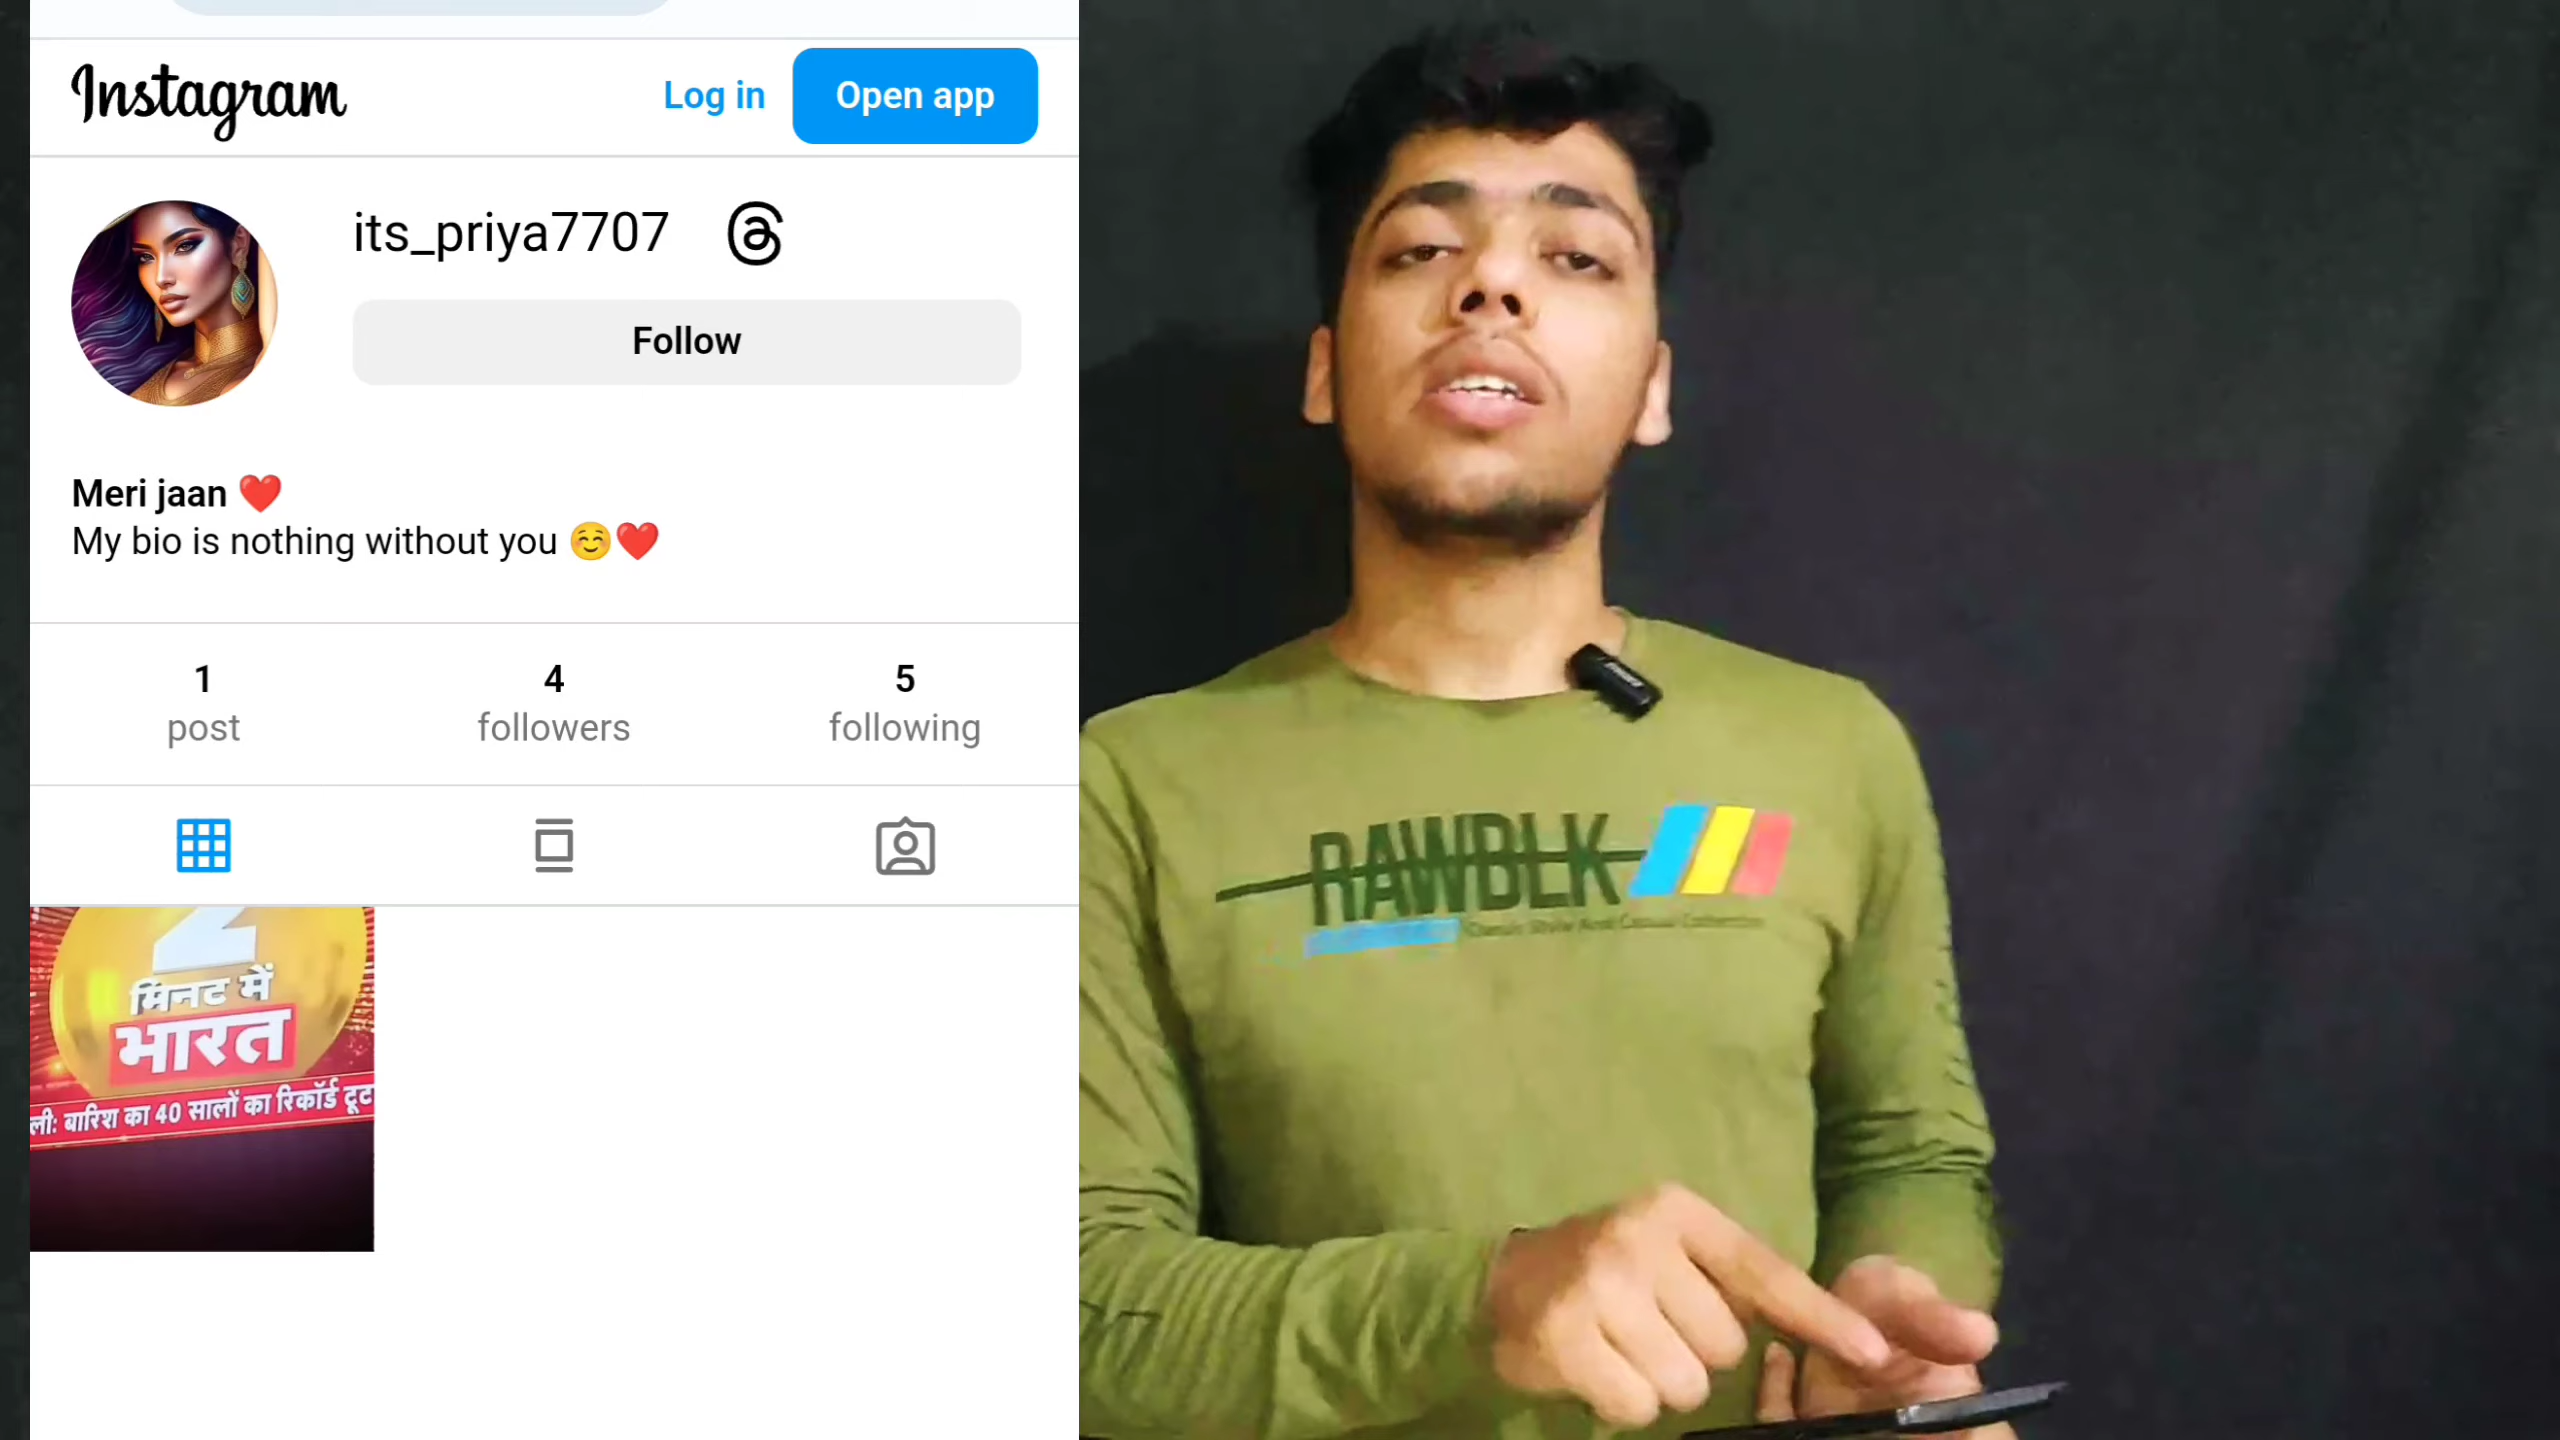 Instagram
Log in
Open app
its_priya7707
Follow
Meri jaan ❤️
My bio is nothing without you ☺️❤️
1
post
4
followers
5
following
2
मिनट में
भारत
ली: बारिश का 40 सालों का रिकॉर्ड टूट
RAWBLK